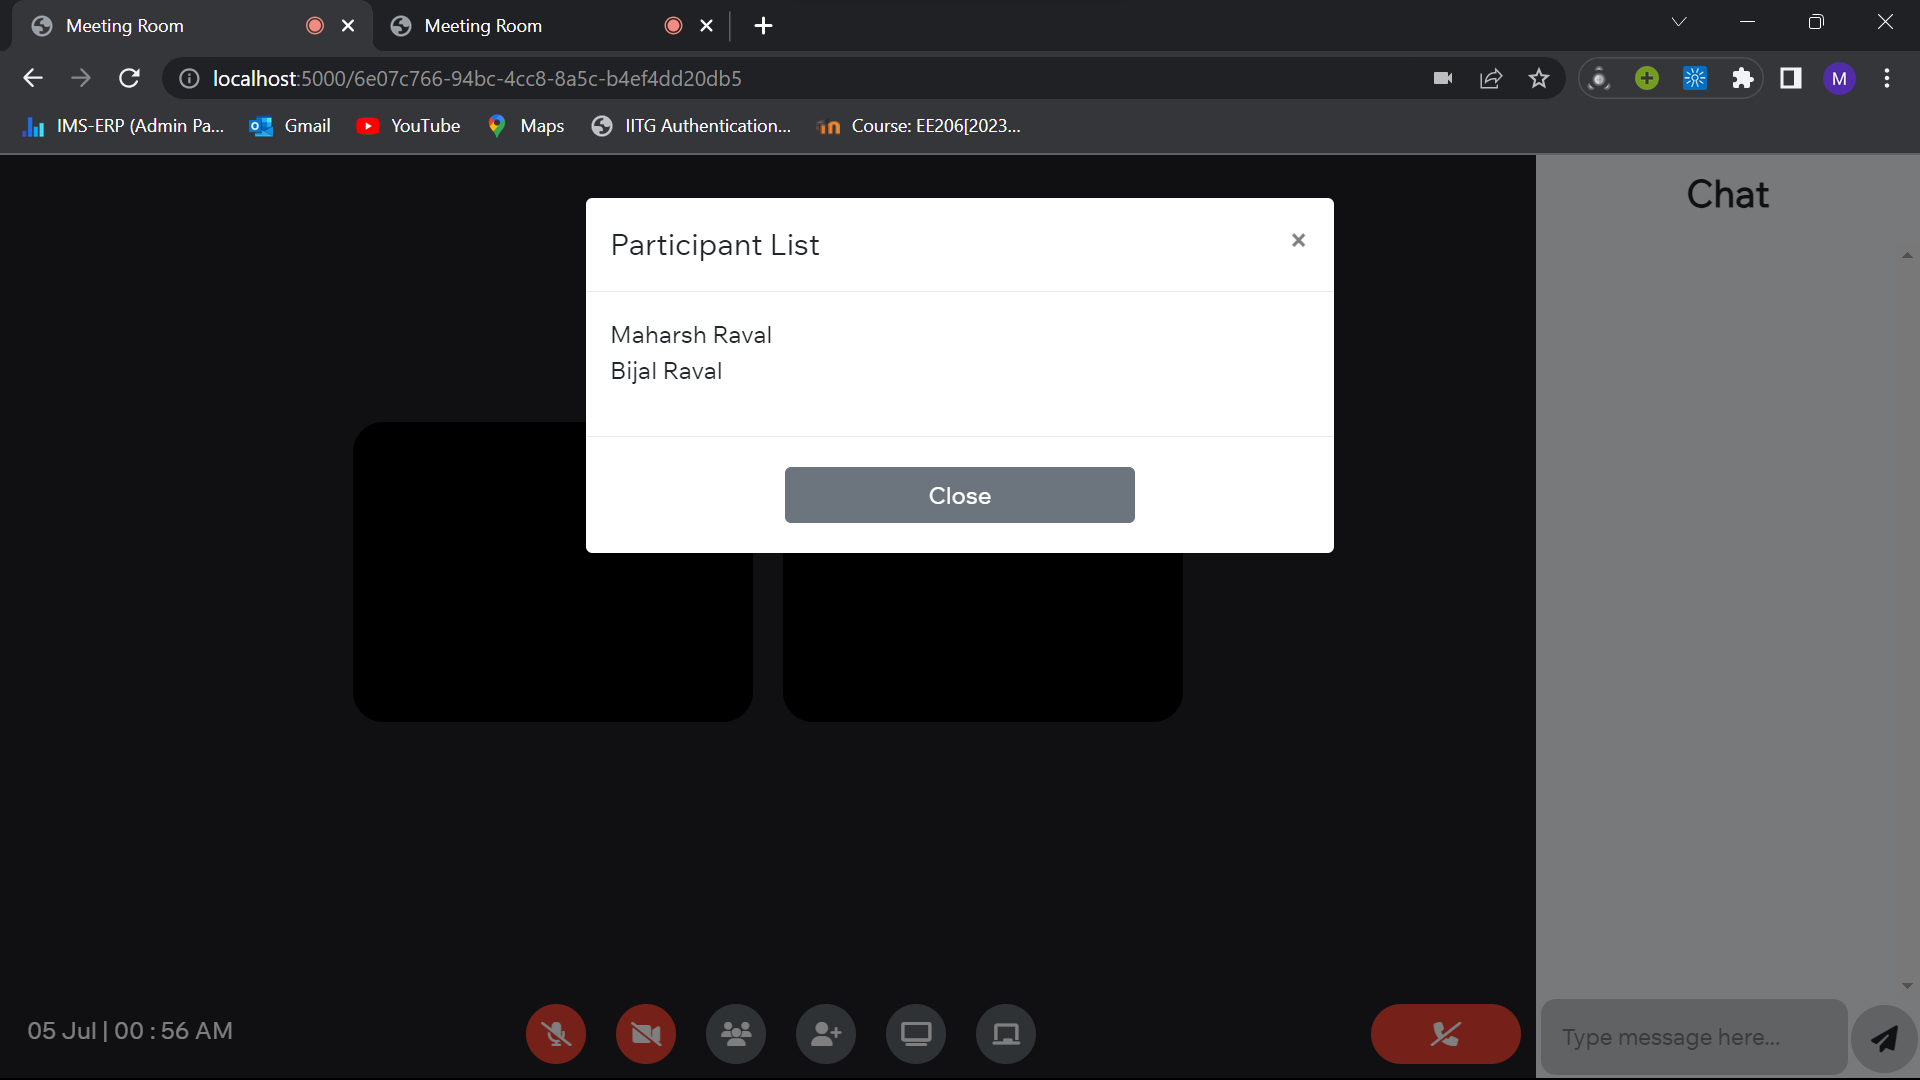 Meeting Room
Meeting Room
localhost:5000/6e07c766-94bc-4cc8-8a5c-b4ef4dd20db5
M
IMS-ERP (Admin Pa...
Gmail
YouTube
Maps
IITG Authentication...
Course: EE206[2023...
Chat
Participant List
×
Maharsh Raval
Bijal Raval
Close
05 Jul | 00 : 56 AM
Type message here...